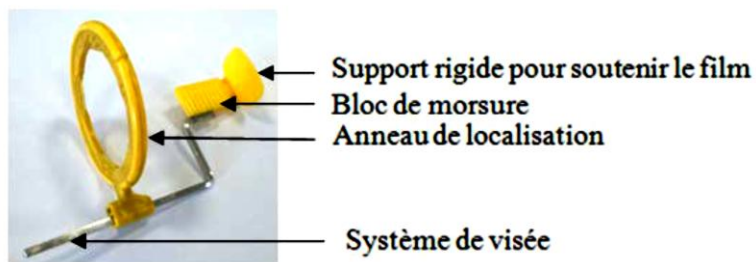 Support rigide pour soutenir le film
Bloc de morsure
Anneau de localisation
Système de visée